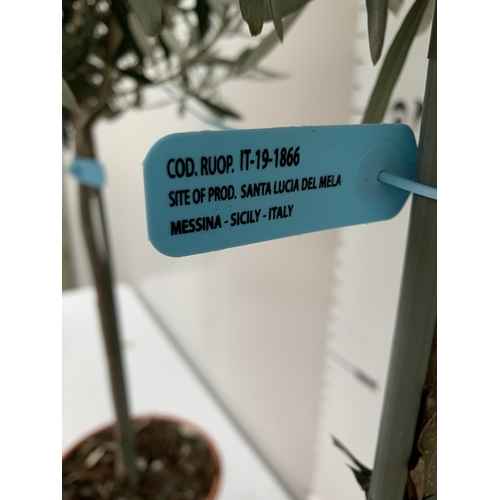 COD. RUOP. IT-19-1866
SITE OF PROD. SANTA LUCIA DEL MELA
MESSINA - SICILY - ITALY